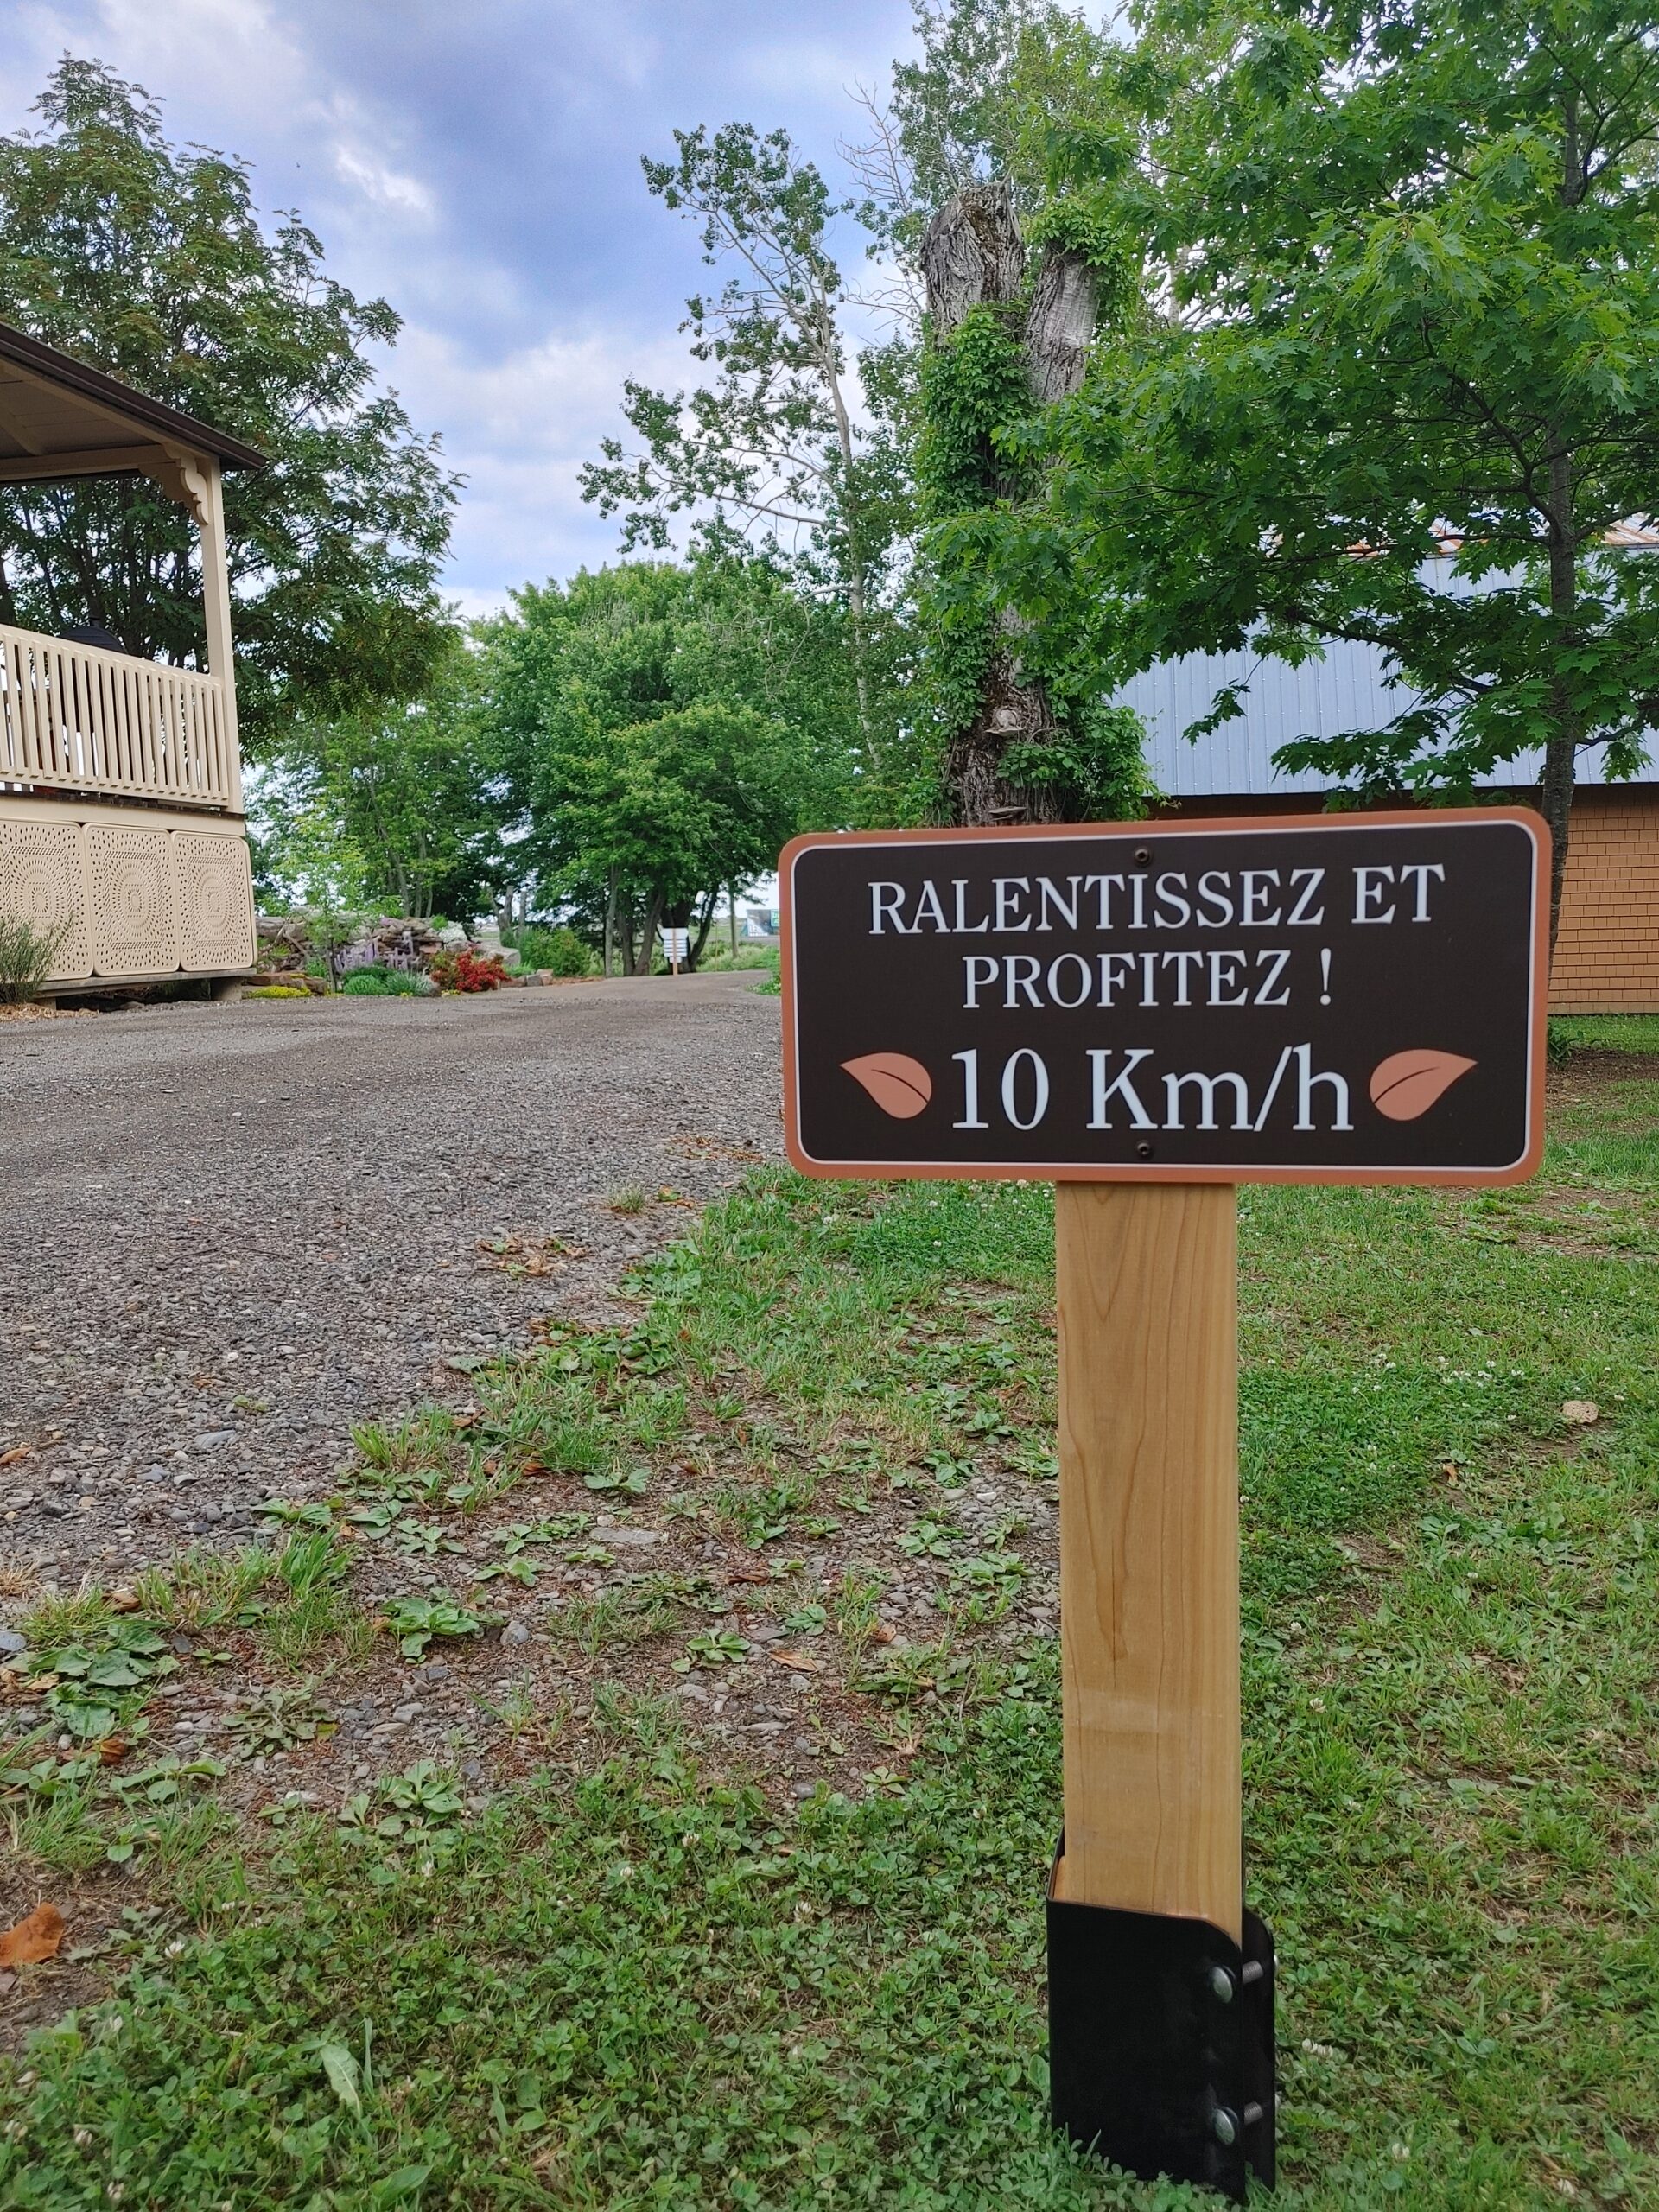 RALENTISSEZ ET
PROFITEZ !
10 Km/h